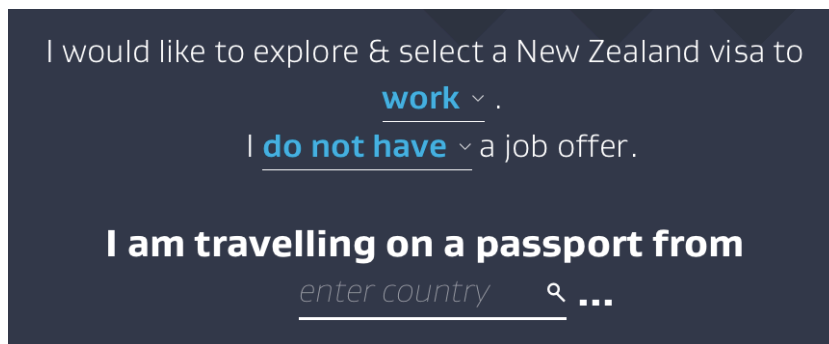 I would like to explore & select a New Zealand visa to
work .
I do not have a job offer.
I am travelling on a passport from
enter country ...